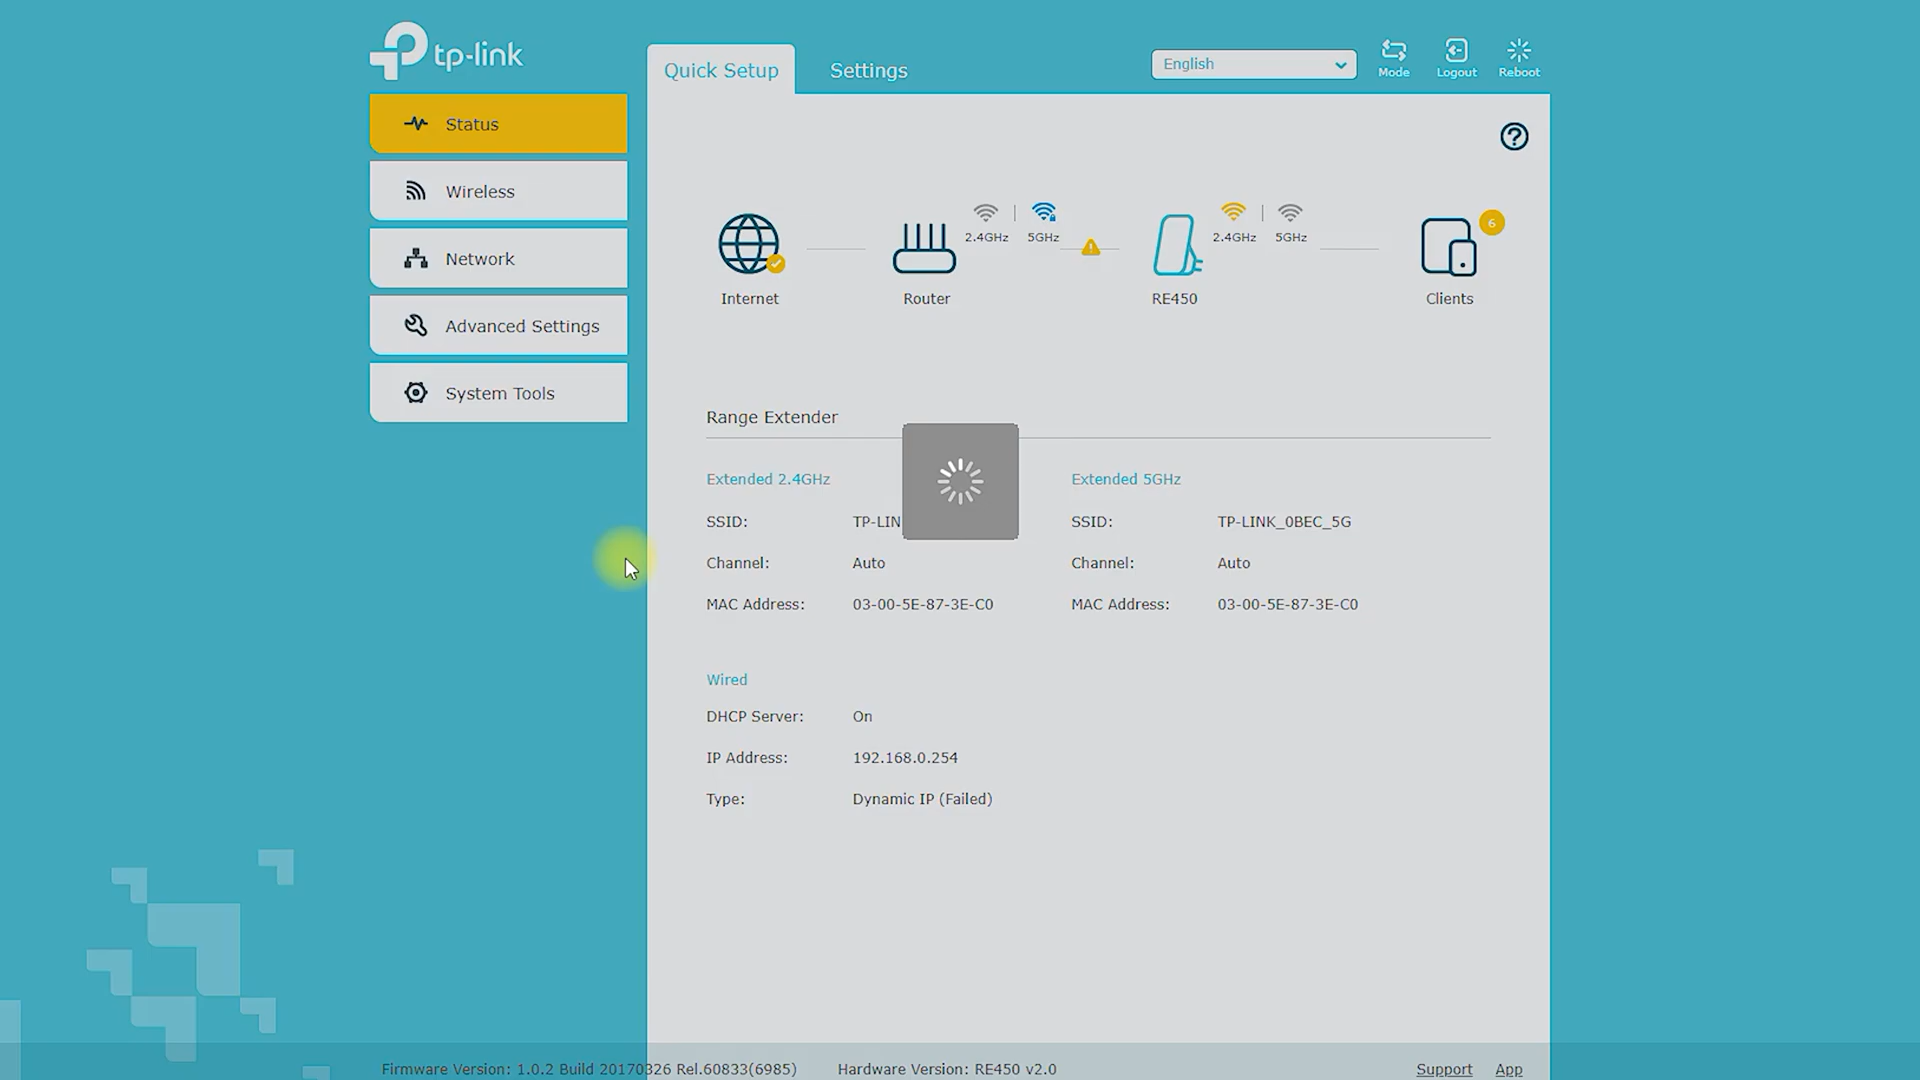 tp-link
Quick Setup
Settings
English
Mode
Logout
Reboot
Status
Wireless
Network
Advanced Settings
System Tools
2.4GHz
5GHz
2.4GHz
5GHz
6
Internet
Router
RE450
Clients
Range Extender
Extended 2.4GHz
Extended 5GHz
SSID: TP-LIN
SSID: TP-LINK_0BEC_5G
Channel: Auto
Channel: Auto
MAC Address: 03-00-5E-87-3E-C0
MAC Address: 03-00-5E-87-3E-C0
Wired
DHCP Server: On
IP Address: 192.168.0.254
Type: Dynamic IP (Failed)
Firmware Version: 1.0.2 Build 20170326 Rel.60833(6985)
Hardware Version: RE450 v2.0
Support
App